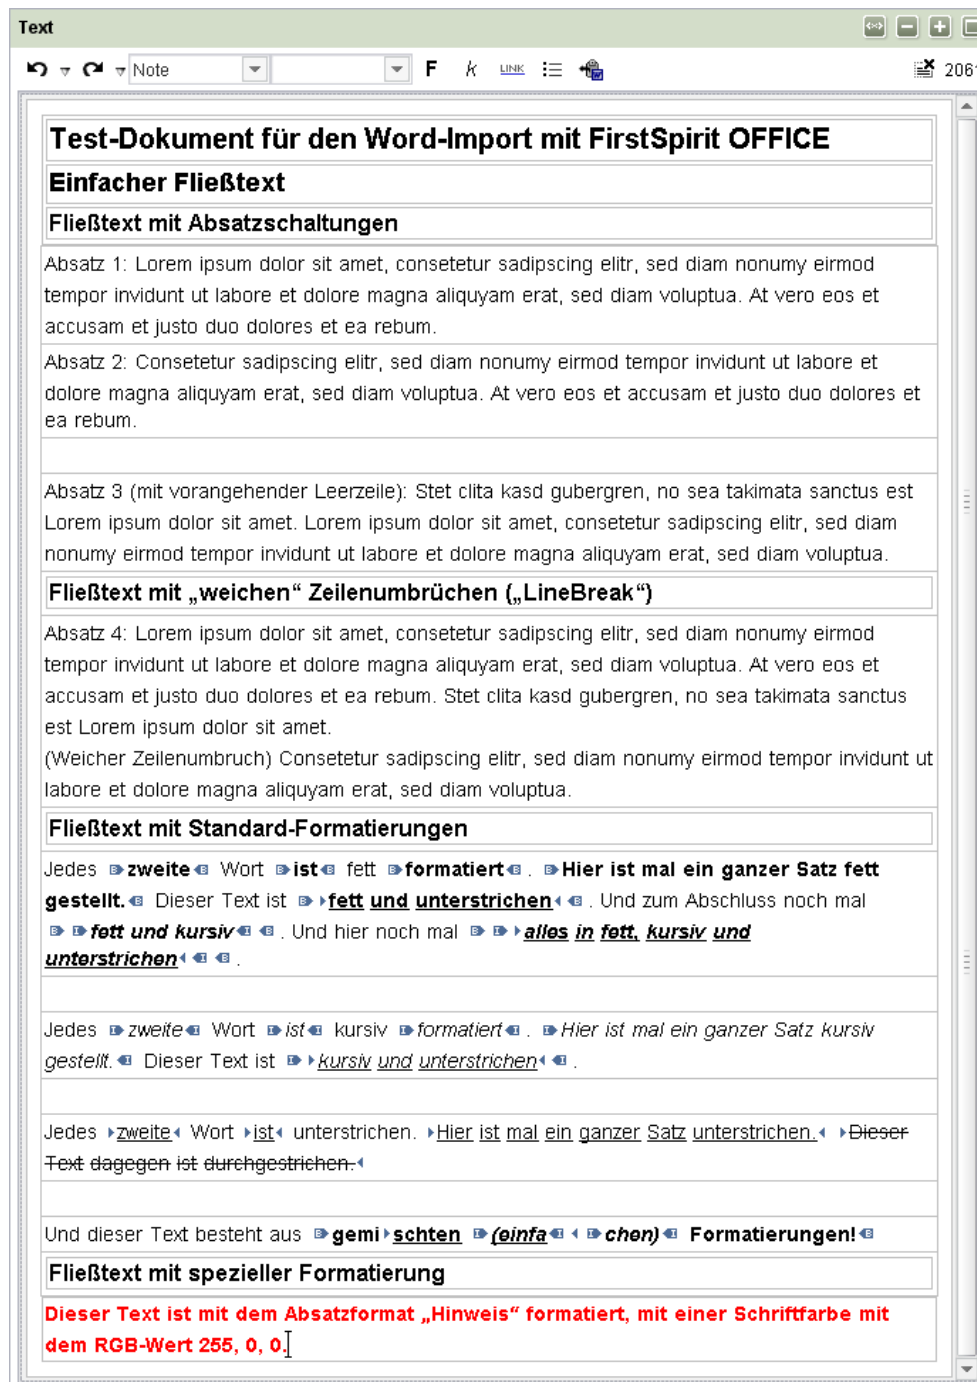 Text
Note F k LINK 2061
Test-Dokument für den Word-Import mit FirstSpirit OFFICE
Einfacher Fließtext
Fließtext mit Absatzschaltungen
Absatz 1: Lorem ipsum dolor sit amet, consetetur sadipscing elitr, sed diam nonumy eirmod
tempor invidunt ut labore et dolore magna aliquyam erat, sed diam voluptua. At vero eos et
accusam et justo duo dolores et ea rebum.
Absatz 2: Consetetur sadipscing elitr, sed diam nonumy eirmod tempor invidunt ut labore et
dolore magna aliquyam erat, sed diam voluptua. At vero eos et accusam et justo duo dolores et
ea rebum.
Absatz 3 (mit vorangehender Leerzeile): Stet clita kasd gubergren, no sea takimata sanctus est
Lorem ipsum dolor sit amet. Lorem ipsum dolor sit amet, consetetur sadipscing elitr, sed diam
nonumy eirmod tempor invidunt ut labore et dolore magna aliquyam erat, sed diam voluptua.
Fließtext mit „weichen“ Zeilenumbrüchen („LineBreak“)
Absatz 4: Lorem ipsum dolor sit amet, consetetur sadipscing elitr, sed diam nonumy eirmod
tempor invidunt ut labore et dolore magna aliquyam erat, sed diam voluptua. At vero eos et
accusam et justo duo dolores et ea rebum. Stet clita kasd gubergren, no sea takimata sanctus
est Lorem ipsum dolor sit amet.
(Weicher Zeilenumbruch) Consetetur sadipscing elitr, sed diam nonumy eirmod tempor invidunt ut
labore et dolore magna aliquyam erat, sed diam voluptua.
Fließtext mit Standard-Formatierungen
Jedes zweite Wort ist fett formatiert. Hier ist mal ein ganzer Satz fett
gestellt. Dieser Text ist fett und unterstrichen. Und zum Abschluss noch mal
fett und kursiv. Und hier noch mal alles in fett, kursiv und
unterstrichen.
Jedes zweite Wort ist kursiv formatiert. Hier ist mal ein ganzer Satz kursiv
gestellt. Dieser Text ist kursiv und unterstrichen.
Jedes zweite Wort ist unterstrichen. Hier ist mal ein ganzer Satz unterstrichen. Dieser
Text dagegen ist durchgestrichen.
Und dieser Text besteht aus gemischten (einfachen) Formatierungen!
Fließtext mit spezieller Formatierung
Dieser Text ist mit dem Absatzformat „Hinweis“ formatiert, mit einer Schriftfarbe mit
dem RGB-Wert 255, 0, 0.